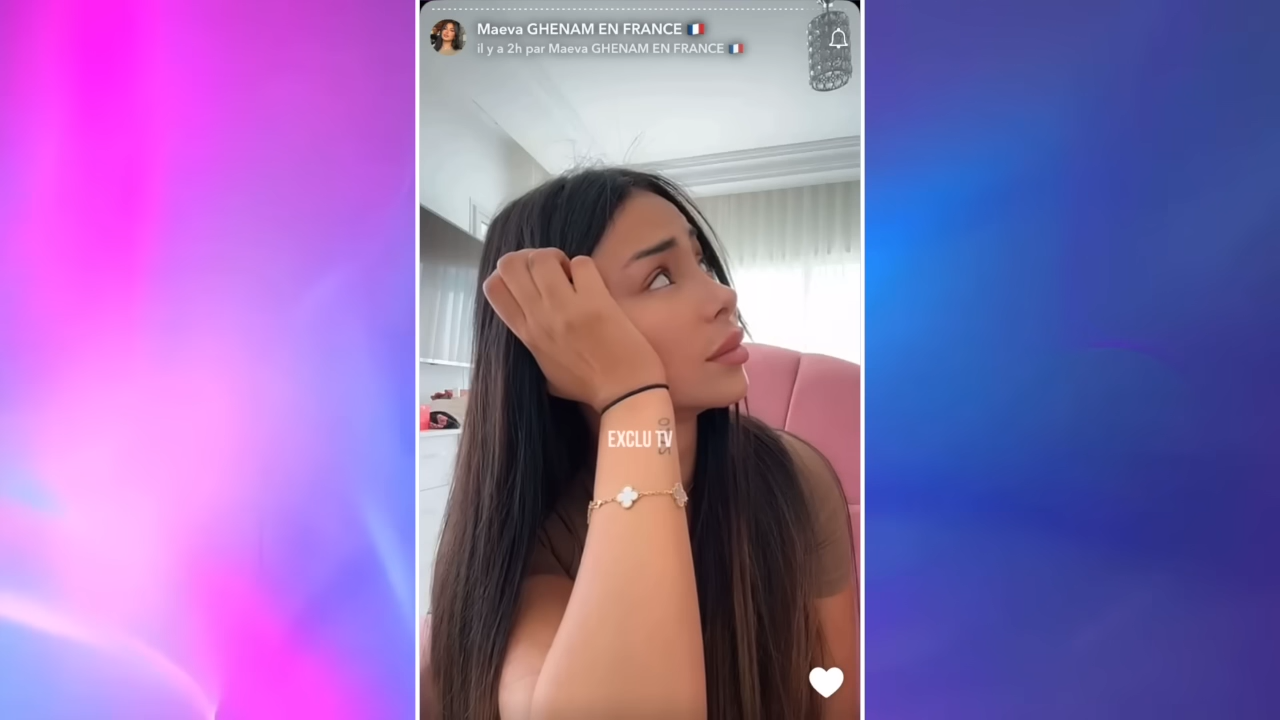 Maeva GHENAM EN FRANCE 🇫🇷
il y a 2h par Maeva GHENAM EN FRANCE 🇫🇷
EXCLU TV